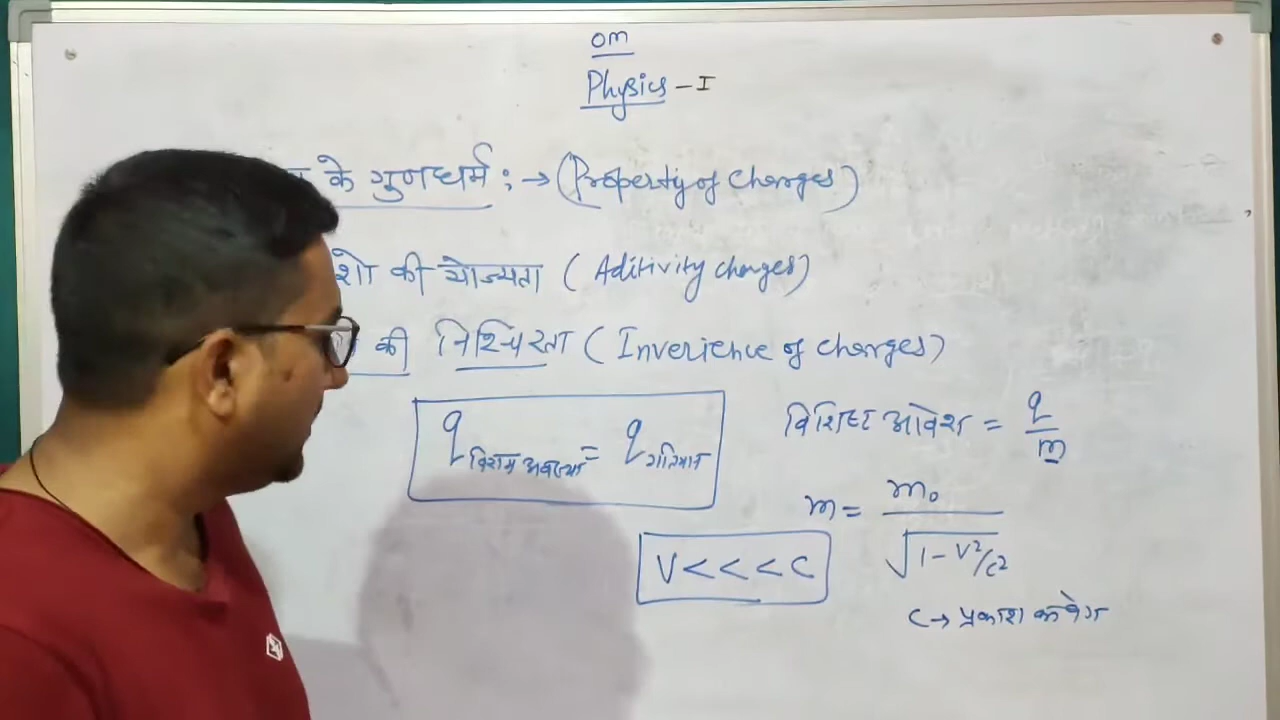 om
Physics - I
के गुणधर्म : → (Property of Charges)
शो की योज्यता ( Aditivity charges)
की निश्चिरता ( Inverience of charges)
q विराम अवस्था = q गतिमान
विशिष्ट आवेश = q/m
m = m₀/√1-v²/c²
V<<<c
c → प्रकाश का वेग